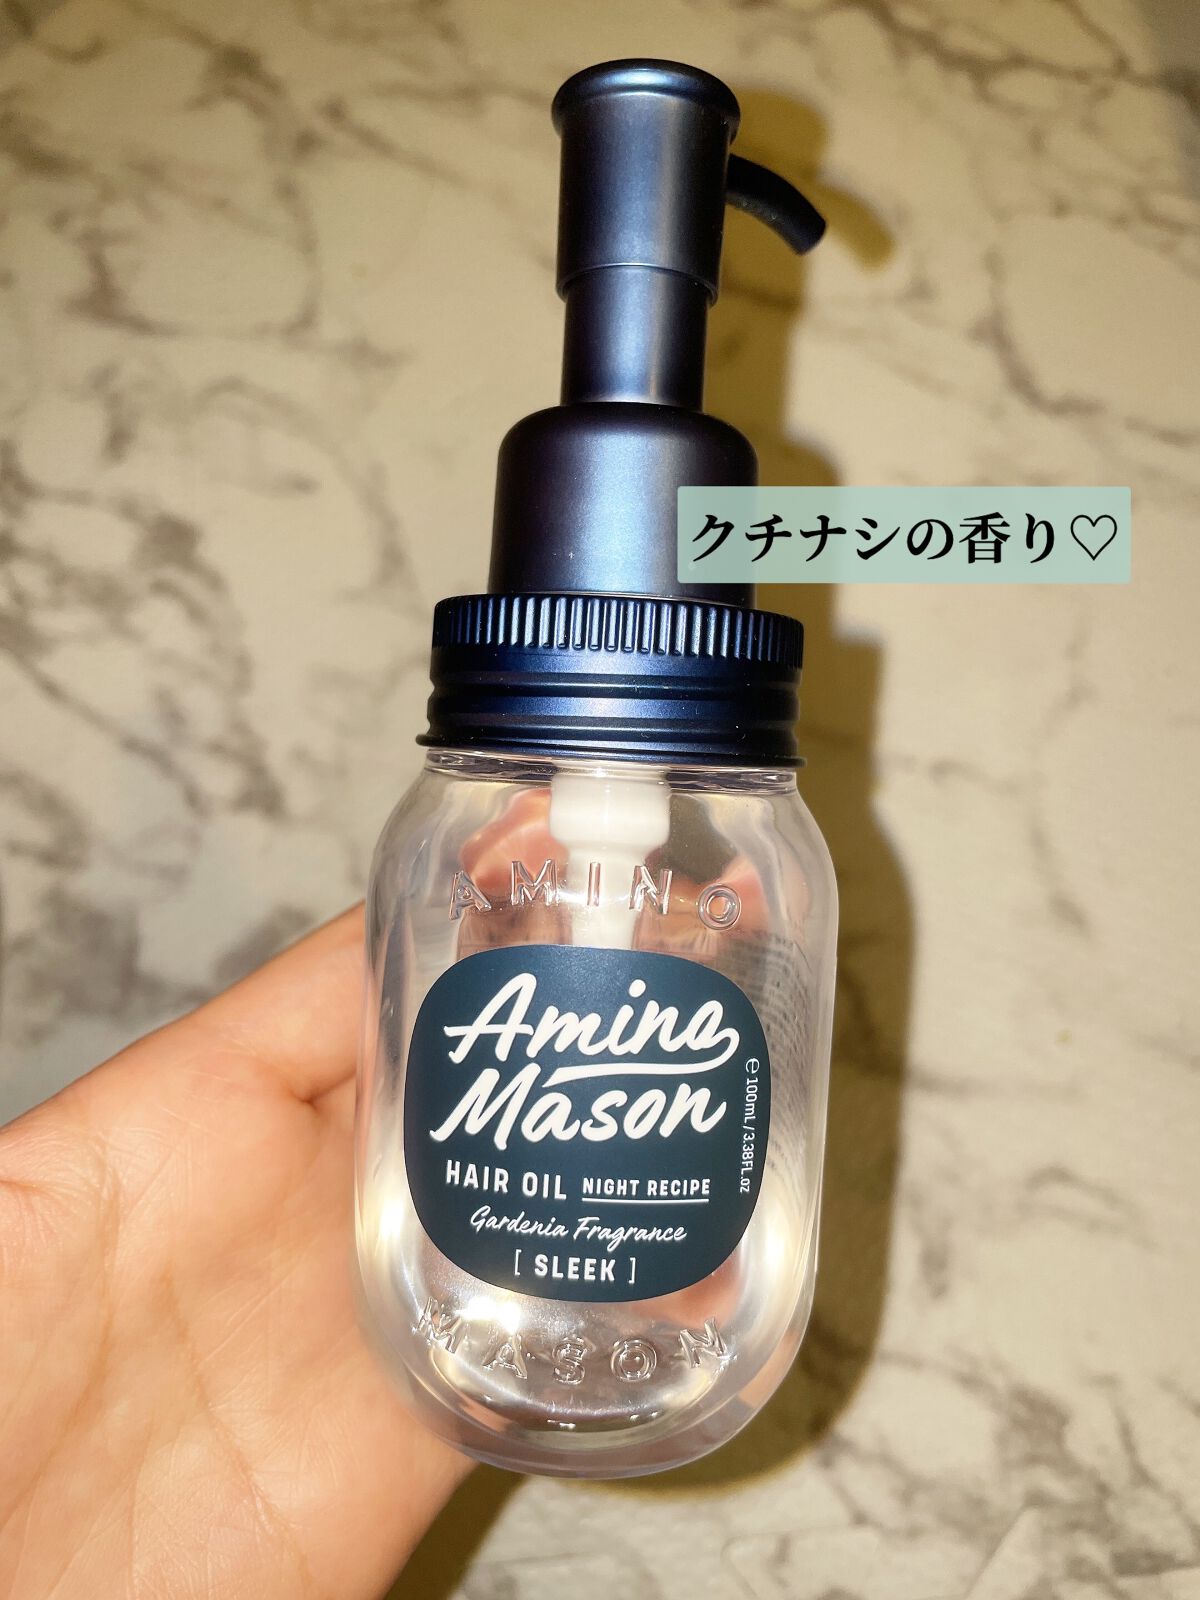 クチナシの香り♡
AMINO
Amino
Mason
HAIR OIL NIGHT RECIPE
Gardenia Fragrance
[ SLEEK ]
℮ 100mL / 3.38FL.oz
MASON